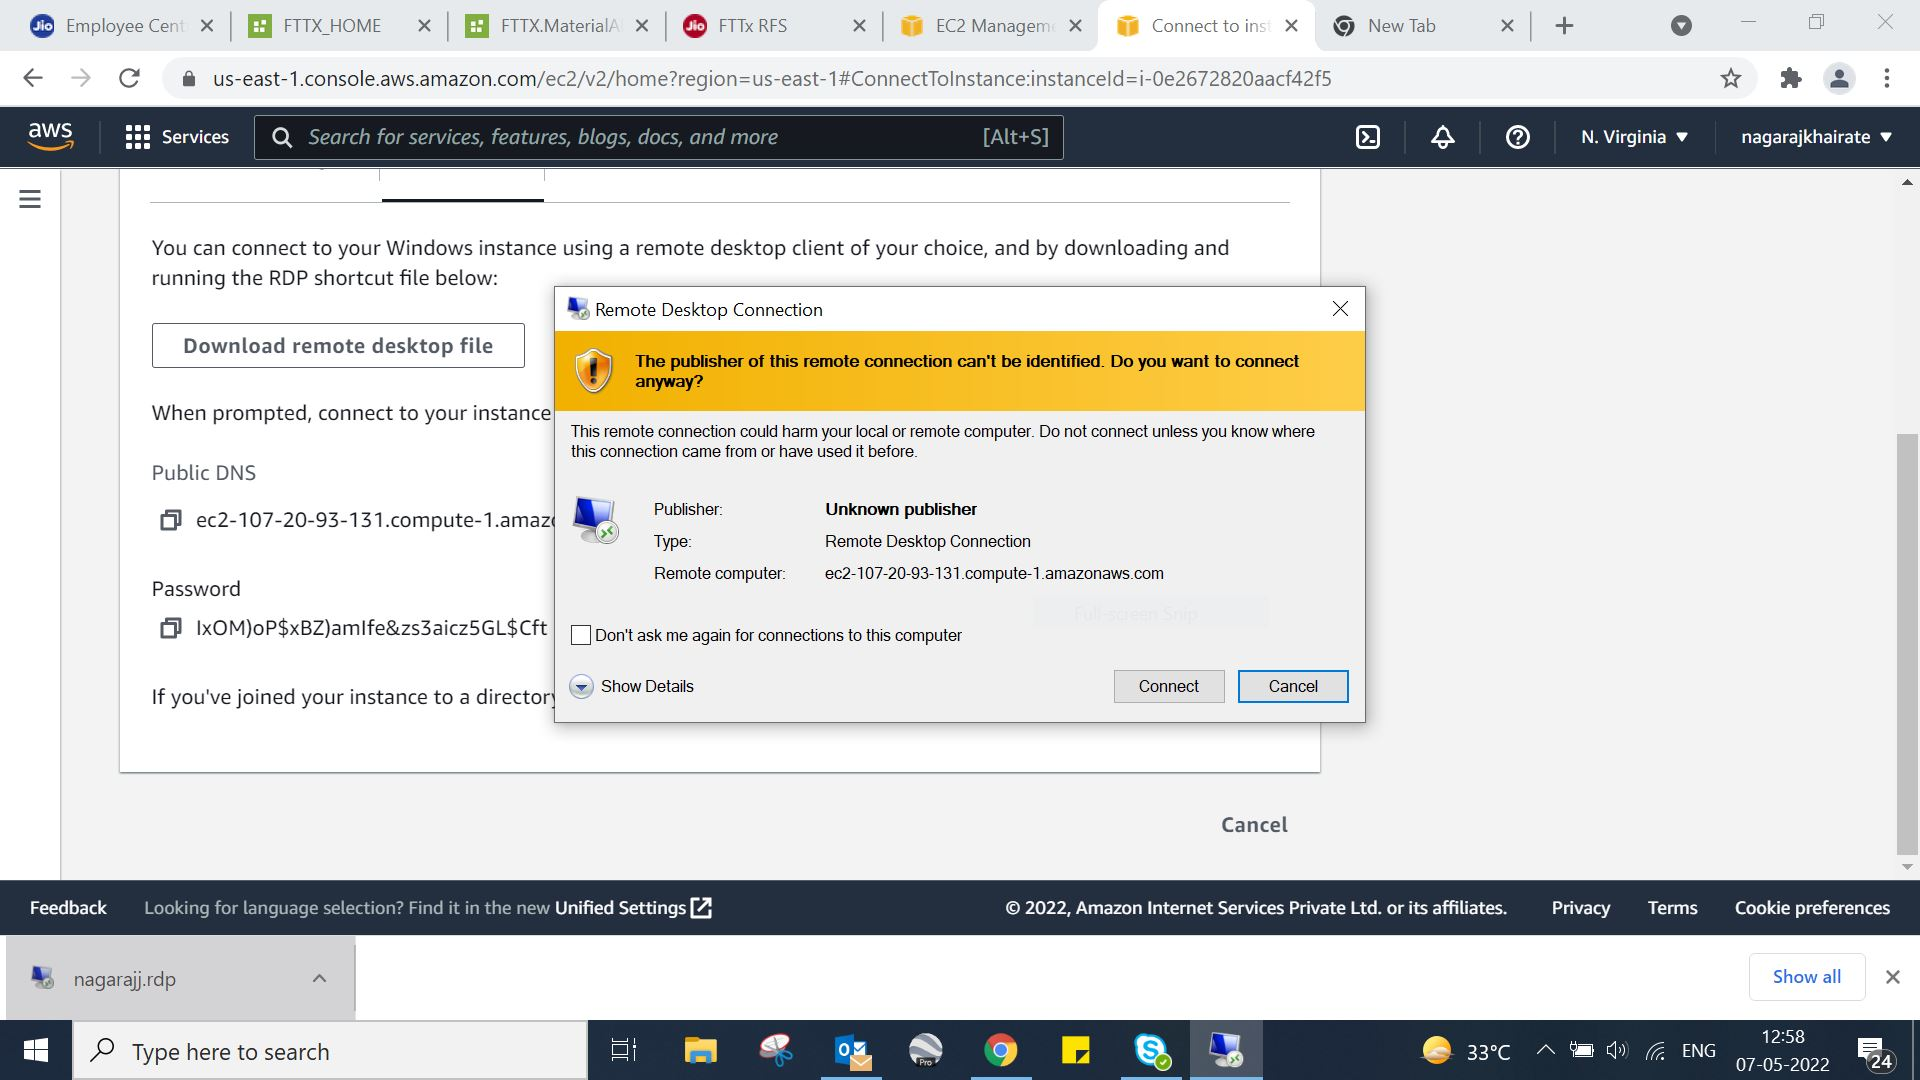 Jio Employee Cent
FTTX_HOME
FTTX.MaterialA
Jio FTTx RFS
EC2 Managem
Connect to inst
New Tab
us-east-1.console.aws.amazon.com/ec2/v2/home?region=us-east-1#ConnectToInstance:instanceId=i-0e2672820aacf42f5
aws
Services
Search for services, features, blogs, docs, and more [Alt+S]
N. Virginia
nagarajkhairate
You can connect to your Windows instance using a remote desktop client of your choice, and by downloading and
running the RDP shortcut file below:
Download remote desktop file
When prompted, connect to your instance
Public DNS
ec2-107-20-93-131.compute-1.amaz
Password
IxOM)oP$xBZ)amIfe&zs3aicz5GL$Cft
If you've joined your instance to a directory
Remote Desktop Connection
The publisher of this remote connection can't be identified. Do you want to connect
anyway?
This remote connection could harm your local or remote computer. Do not connect unless you know where
this connection came from or have used it before.
Publisher: Unknown publisher
Type: Remote Desktop Connection
Remote computer: ec2-107-20-93-131.compute-1.amazonaws.com
Full-screen Snip
Don't ask me again for connections to this computer
Show Details
Connect
Cancel
Cancel
Feedback
Looking for language selection? Find it in the new Unified Settings
© 2022, Amazon Internet Services Private Ltd. or its affiliates.
Privacy
Terms
Cookie preferences
nagarajj.rdp
Show all
Type here to search
Pro
33°C
ENG
12:58
07-05-2022
24